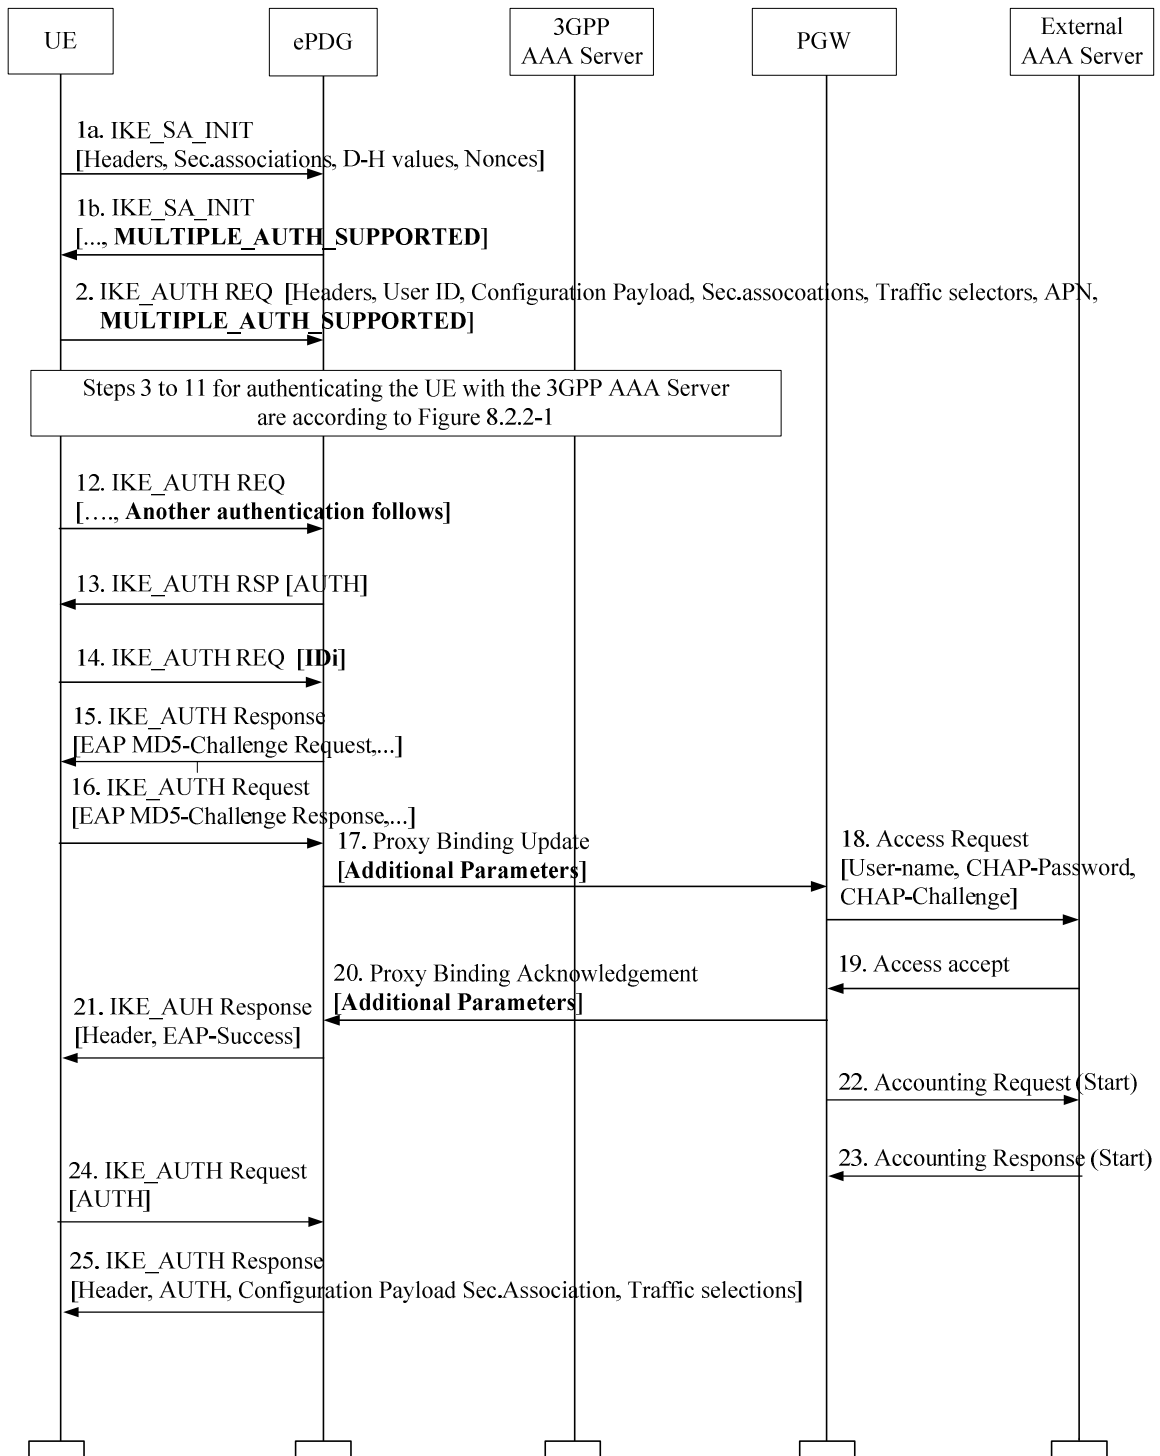 UE
ePDG
3GPP
AAA Server
PGW
External
AAA Server
1a. IKE_SA_INIT
[Headers, Sec.associations, D-H values, Nonces]
1b. IKE_SA_INIT
[..., MULTIPLE_AUTH_SUPPORTED]
2. IKE_AUTH REQ [Headers, User ID, Configuration Payload, Sec.assocoations, Traffic selectors, APN,
MULTIPLE_AUTH_SUPPORTED]
Steps 3 to 11 for authenticating the UE with the 3GPP AAA Server
are according to Figure 8.2.2-1
12. IKE_AUTH REQ
[...., Another authentication follows]
13. IKE_AUTH RSP [AUTH]
14. IKE_AUTH REQ [IDi]
15. IKE_AUTH Response
[EAP MD5-Challenge Request,...]
16. IKE_AUTH Request
[EAP MD5-Challenge Response,...]
17. Proxy Binding Update
[Additional Parameters]
18. Access Request
[User-name, CHAP-Password,
CHAP-Challenge]
19. Access accept
20. Proxy Binding Acknowledgement
[Additional Parameters]
21. IKE_AUH Response
[Header, EAP-Success]
22. Accounting Request (Start)
23. Accounting Response (Start)
24. IKE_AUTH Request
[AUTH]
25. IKE_AUTH Response
[Header, AUTH, Configuration Payload Sec.Association, Traffic selections]